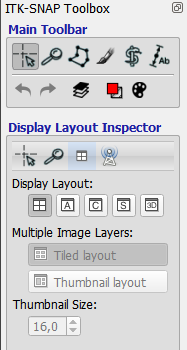 ITK-SNAP Toolbox
Main Toolbar
Ab
Display Layout Inspector
Display Layout:
A C S 3D
Multiple Image Layers:
Tiled layout
Thumbnail layout
Thumbnail Size:
16,0